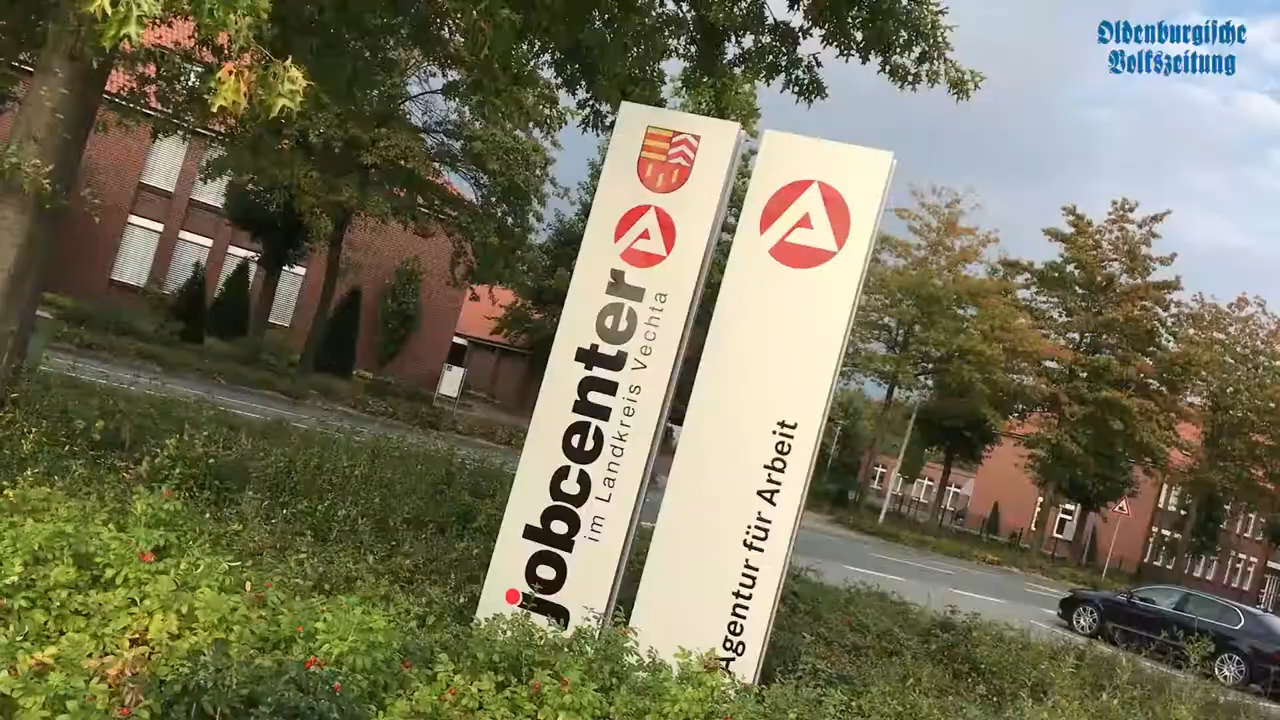 Oldenburgische
Volkszeitung
jobcenter
im Landkreis Vechta
Agentur für Arbeit